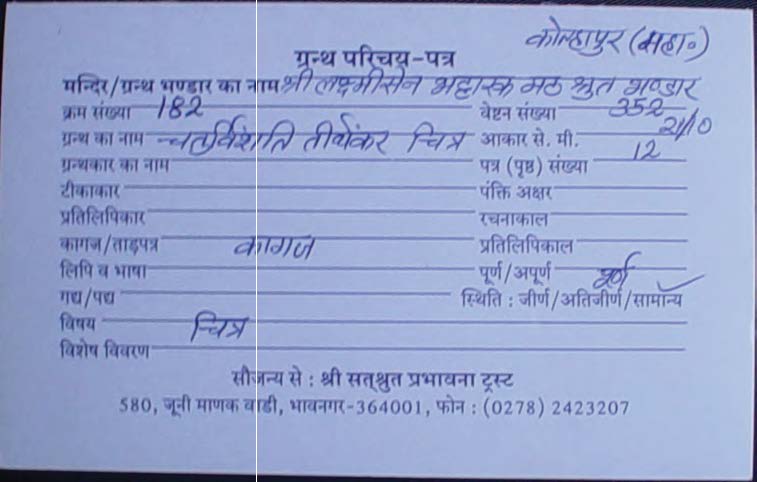 कोल्हापुर (महा०)
ग्रन्थ परिचय-पत्र
मन्दिर/ग्रन्थ भण्डार का नाम श्री लक्ष्मीसेन भट्टारक मठ श्रुत भण्डार
क्रम संख्या 182 वेष्टन संख्या 352
ग्रन्थ का नाम चतुर्विंशति तीर्थंकर चित्र आकार से. मी. 21/10
ग्रन्थकार का नाम पत्र (पृष्ठ) संख्या 12
टीकाकार पंक्ति अक्षर
प्रतिलिपिकार रचनाकाल
कागज/ताड़पत्र कागज प्रतिलिपिकाल
लिपि व भाषा पूर्ण/अपूर्ण पूर्ण
गद्य/पद्य स्थिति : जीर्ण/अतिजीर्ण/सामान्य
विषय चित्र
विशेष विवरण
सौजन्य से : श्री सत्श्रुत प्रभावना ट्रस्ट
580, जूनी माणक वाडी, भावनगर-364001, फोन : (0278) 2423207